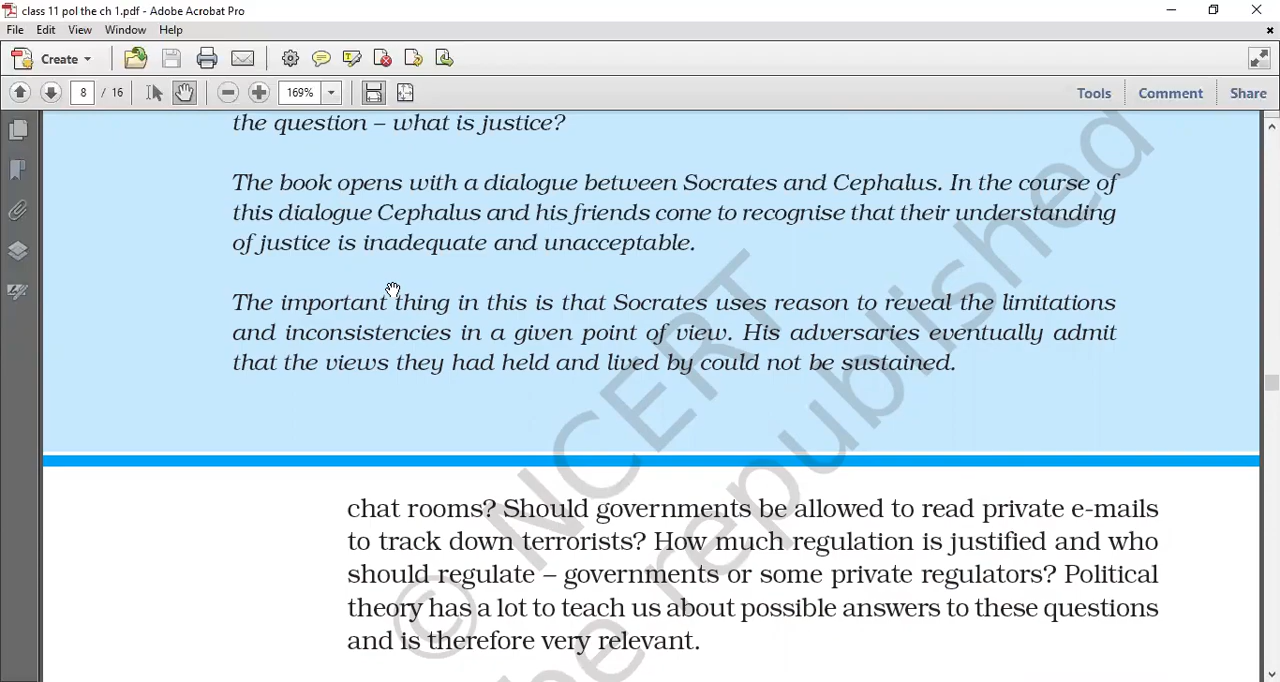 class 11 pol the ch 1.pdf - Adobe Acrobat Pro
File Edit View Window Help
Create
8 / 16 169% Tools Comment Share
the question – what is justice?
The book opens with a dialogue between Socrates and Cephalus. In the course of
this dialogue Cephalus and his friends come to recognise that their understanding
of justice is inadequate and unacceptable.
The important thing in this is that Socrates uses reason to reveal the limitations
and inconsistencies in a given point of view. His adversaries eventually admit
that the views they had held and lived by could not be sustained.
chat rooms? Should governments be allowed to read private e-mails
to track down terrorists? How much regulation is justified and who
should regulate – governments or some private regulators? Political
theory has a lot to teach us about possible answers to these questions
and is therefore very relevant.
© NCERT
be republished